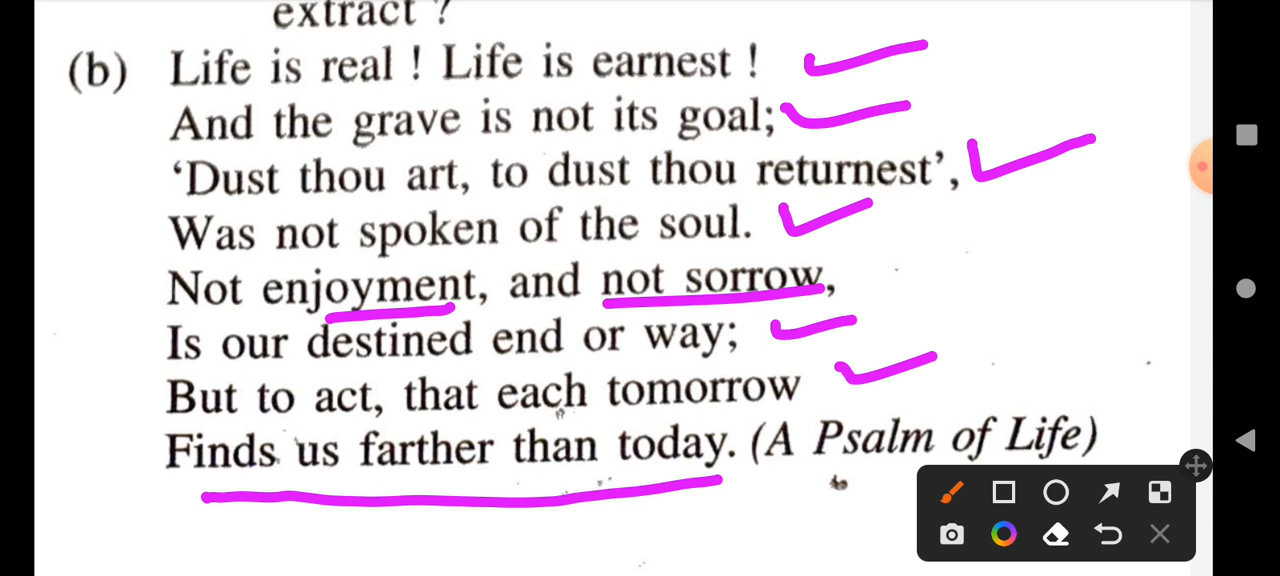 extract ?
(b) Life is real ! Life is earnest !
And the grave is not its goal;
‘Dust thou art, to dust thou returnest’,
Was not spoken of the soul.
Not enjoyment, and not sorrow,
Is our destined end or way;
But to act, that each tomorrow
Finds us farther than today. (A Psalm of Life)